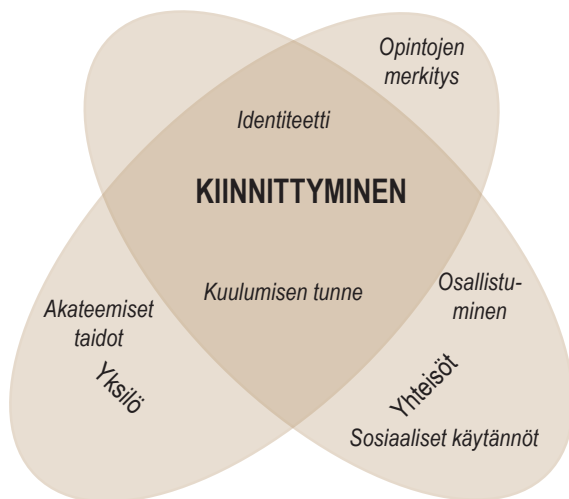 Opintojen
merkitys
Identiteetti
KIINNITTYMINEN
Kuulumisen tunne
Akateemiset
taidot
Yksilö
Osallistu-
minen
Yhteisöt
Sosiaaliset käytännöt